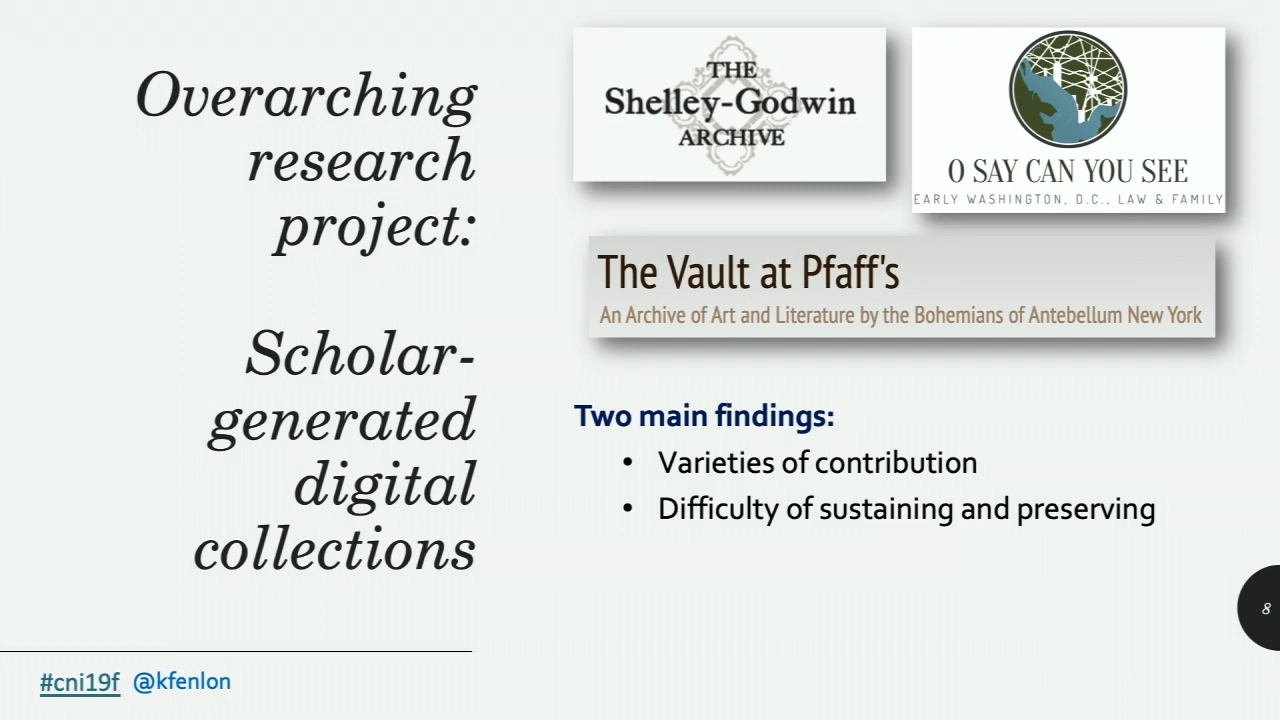 Overarching
research
project:
Scholar-
generated
digital
collections
THE
Shelley-Godwin
ARCHIVE
O SAY CAN YOU SEE
EARLY WASHINGTON, D.C., LAW & FAMILY
The Vault at Pfaff's
An Archive of Art and Literature by the Bohemians of Antebellum New York
Two main findings:
• Varieties of contribution
• Difficulty of sustaining and preserving
8
#cni19f @kfenlon